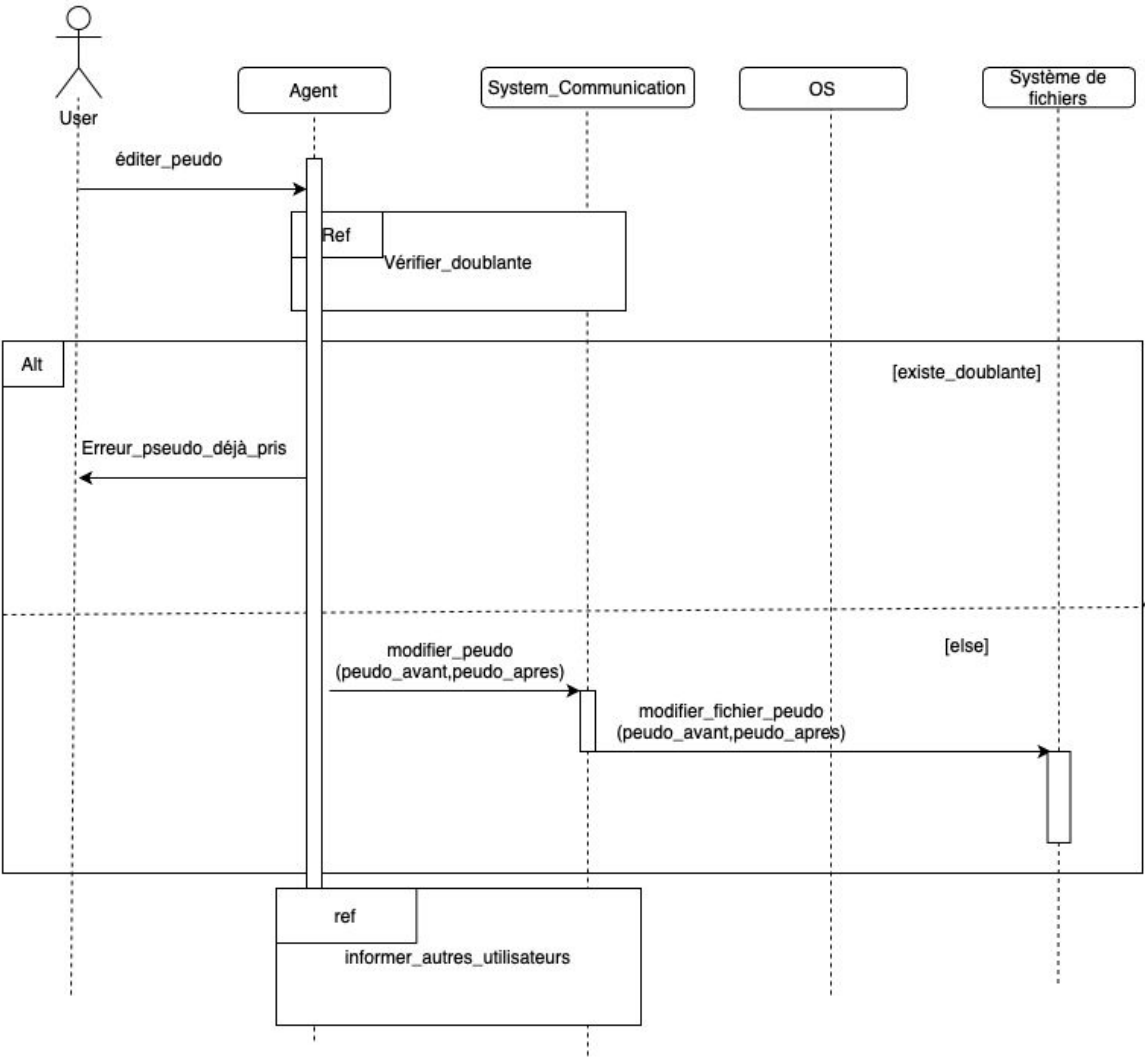 User
Agent
System_Communication
OS
Système de
fichiers
éditer_peudo
Ref
Vérifier_doublante
Alt
[existe_doublante]
Erreur_pseudo_déjà_pris
[else]
modifier_peudo
(peudo_avant,peudo_apres)
modifier_fichier_peudo
(peudo_avant,peudo_apres)
ref
informer_autres_utilisateurs